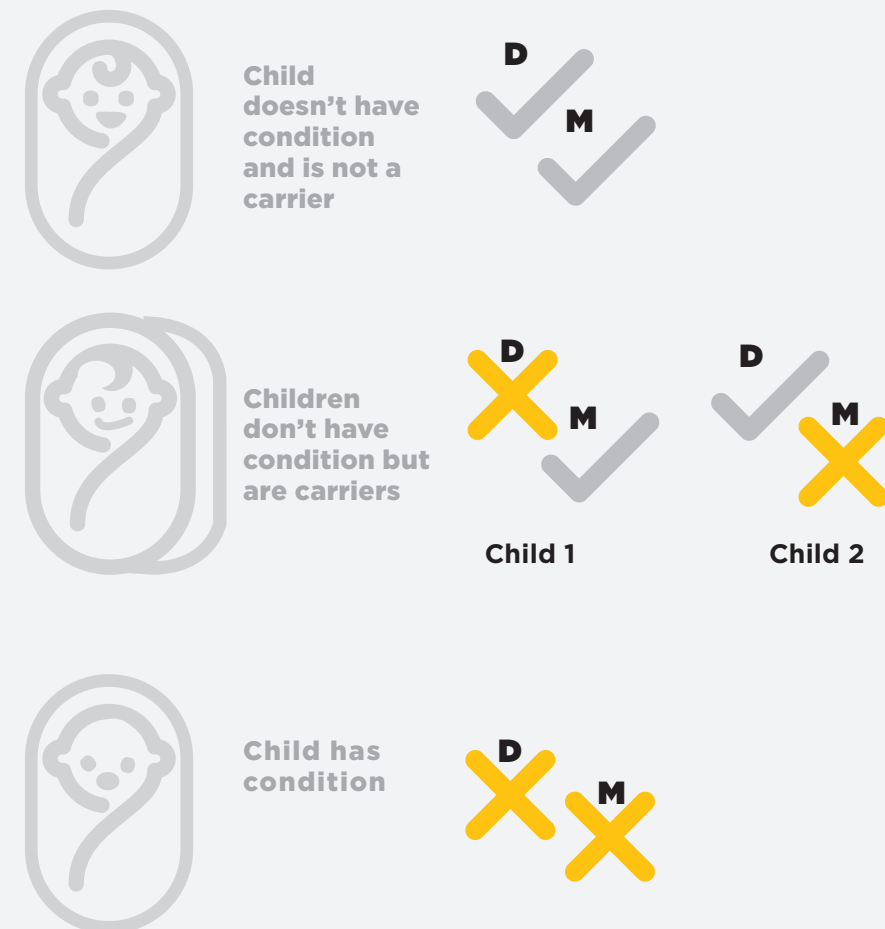 Child
doesn’t have
condition
and is not a
carrier
D
M
Children
don’t have
condition but
are carriers
D
M
D
M
Child 1
Child 2
Child has
condition
D
M